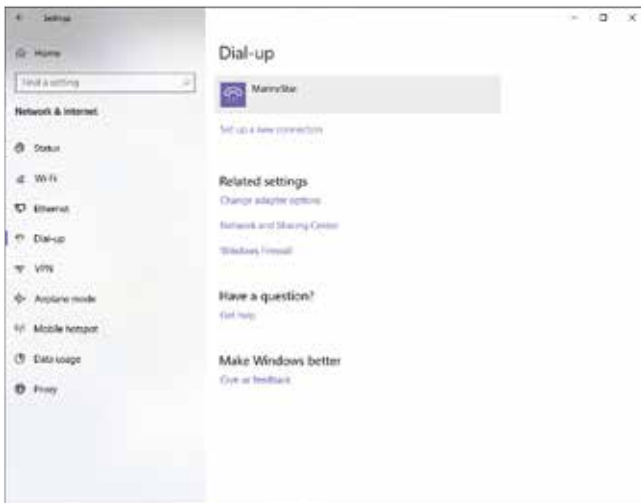 Settings
Home
Find a setting
Network & Internet
Status
Wi-Fi
Ethernet
Dial-up
VPN
Airplane mode
Mobile hotspot
Data usage
Proxy
Dial-up
MarineStar
Set up a new connection
Related settings
Change adapter options
Network and Sharing Center
Windows Firewall
Have a question?
Get help
Make Windows better
Give us feedback